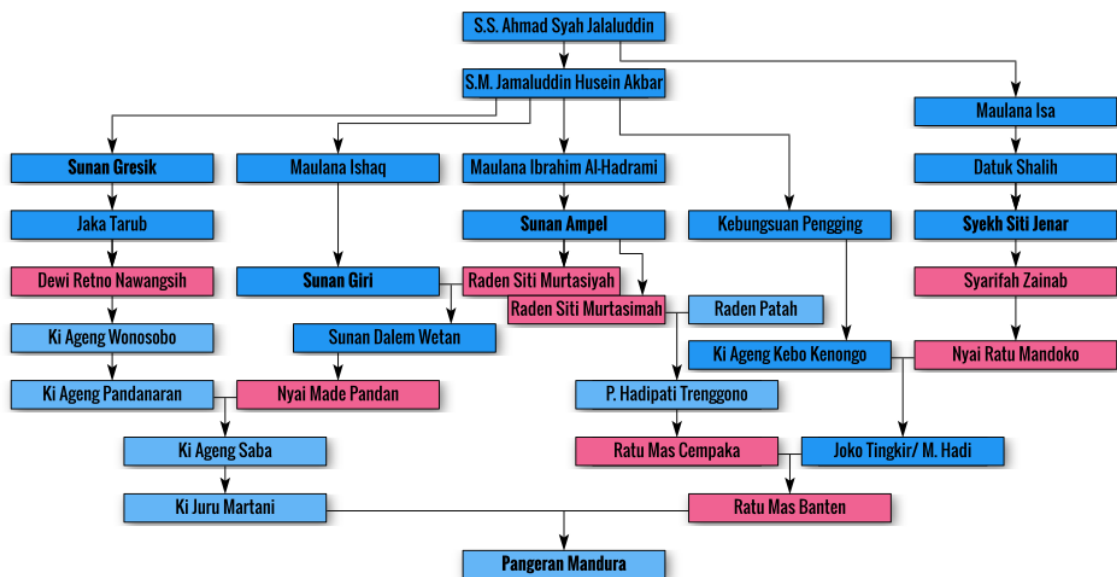 S.S. Ahmad Syah Jalaluddin
S.M. Jamaluddin Husein Akbar
Maulana Isa
Sunan Gresik
Maulana Ishaq
Maulana Ibrahim Al-Hadrami
Datuk Shalih
Jaka Tarub
Sunan Ampel
Kebungsuan Pengging
Syekh Siti Jenar
Dewi Retno Nawangsih
Sunan Giri
Raden Siti Murtasiyah
Syarifah Zainab
Raden Siti Murtasimah
Raden Patah
Ki Ageng Wonosobo
Sunan Dalem Wetan
Ki Ageng Kebo Kenongo
Nyai Ratu Mandoko
Ki Ageng Pandanaran
Nyai Made Pandan
P. Hadipati Trenggono
Ki Ageng Saba
Ratu Mas Cempaka
Joko Tingkir/ M. Hadi
Ki Juru Martani
Ratu Mas Banten
Pangeran Mandura